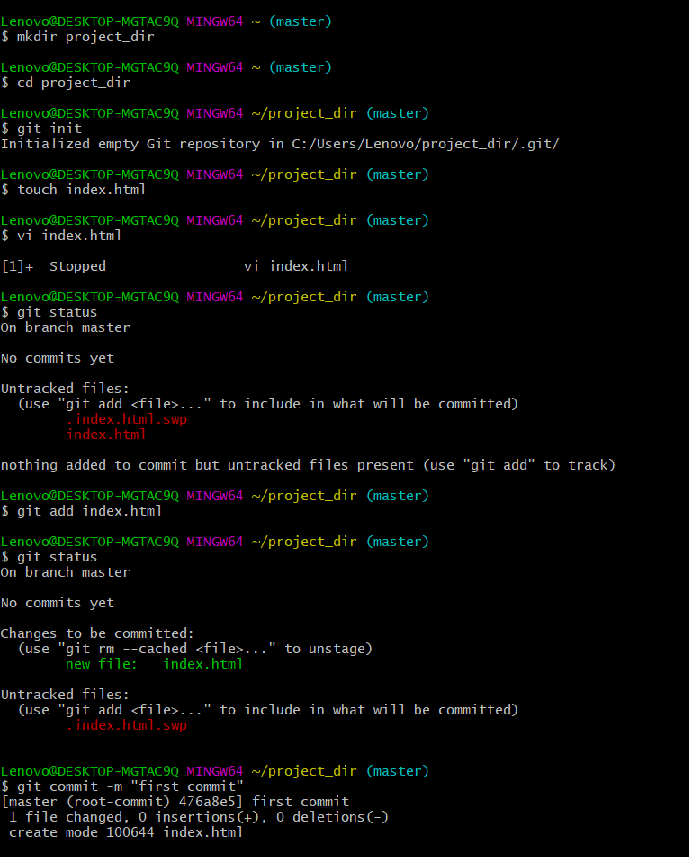 Lenovo@DESKTOP-MGTAC9Q MINGW64 ~ (master)
$ mkdir project_dir
Lenovo@DESKTOP-MGTAC9Q MINGW64 ~ (master)
$ cd project_dir
Lenovo@DESKTOP-MGTAC9Q MINGW64 ~/project_dir (master)
$ git init
Initialized empty Git repository in C:/Users/Lenovo/project_dir/.git/
Lenovo@DESKTOP-MGTAC9Q MINGW64 ~/project_dir (master)
$ touch index.html
Lenovo@DESKTOP-MGTAC9Q MINGW64 ~/project_dir (master)
$ vi index.html
[1]+  Stopped                 vi index.html
Lenovo@DESKTOP-MGTAC9Q MINGW64 ~/project_dir (master)
$ git status
On branch master
No commits yet
Untracked files:
  (use "git add <file>..." to include in what will be committed)
        .index.html.swp
        index.html
nothing added to commit but untracked files present (use "git add" to track)
Lenovo@DESKTOP-MGTAC9Q MINGW64 ~/project_dir (master)
$ git add index.html
Lenovo@DESKTOP-MGTAC9Q MINGW64 ~/project_dir (master)
$ git status
On branch master
No commits yet
Changes to be committed:
  (use "git rm --cached <file>..." to unstage)
        new file:   index.html
Untracked files:
  (use "git add <file>..." to include in what will be committed)
        .index.html.swp
Lenovo@DESKTOP-MGTAC9Q MINGW64 ~/project_dir (master)
$ git commit -m "first commit"
[master (root-commit) 476a8e5] first commit
 1 file changed, 0 insertions(+), 0 deletions(-)
 create mode 100644 index.html